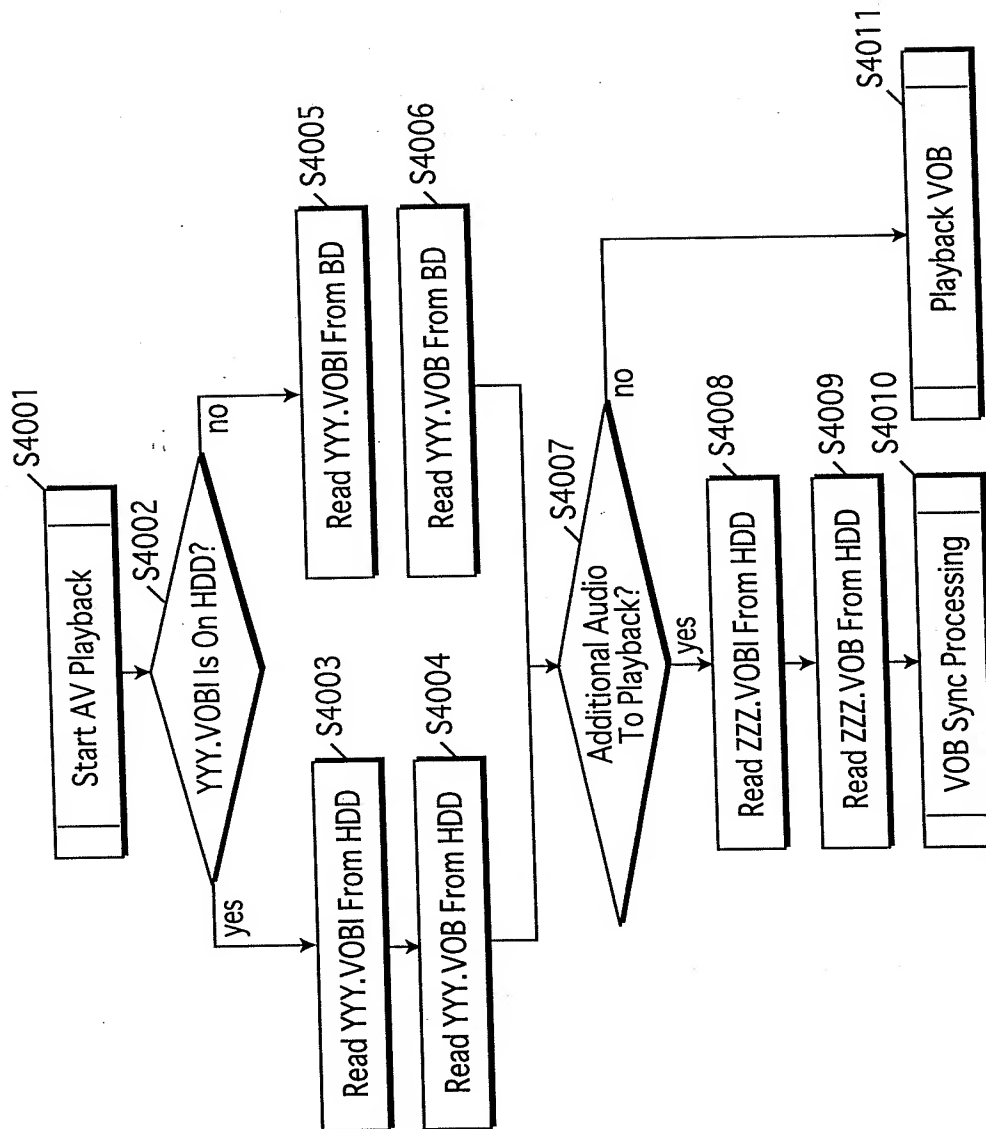 S4001
Start AV Playback
S4002
YYY.VOBI Is On HDD?
yes
no
S4003
Read YYY.VOBI From HDD
S4004
Read YYY.VOB From HDD
S4005
Read YYY.VOBI From BD
S4006
Read YYY.VOB From BD
S4007
Additional Audio
To Playback?
yes
no
S4008
Read ZZZ.VOBI From HDD
S4009
Read ZZZ.VOB From HDD
S4010
VOB Sync Processing
S4011
Playback VOB